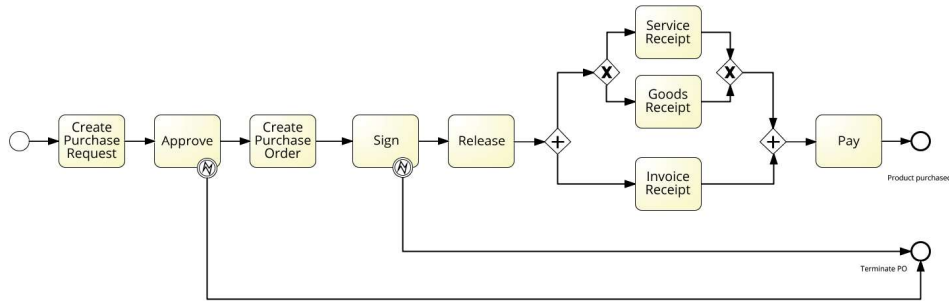 Create
Purchase
Request
Approve
Create
Purchase
Order
Sign
Release
Service
Receipt
Goods
Receipt
Invoice
Receipt
Pay
Product purchased
Terminate PO